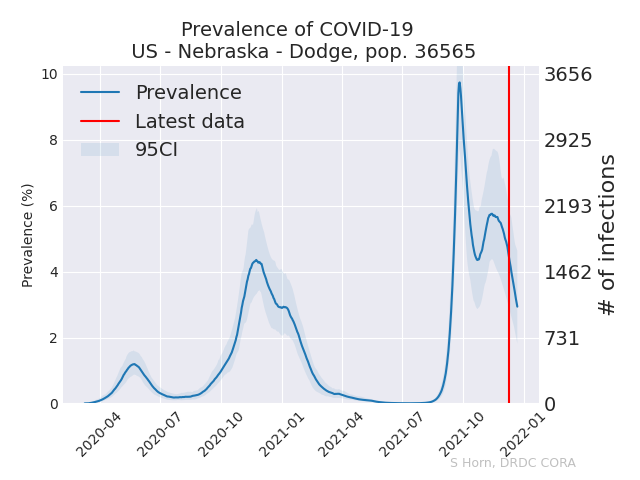 Prevalence of COVID-19
US - Nebraska - Dodge, pop. 36565
Prevalence
Latest data
95CI
Prevalence (%)
10
8
6
4
2
0
3656
2925
2193
1462
731
0
# of infections
2020-04
2020-07
2020-10
2021-01
2021-04
2021-07
2021-10
2022-01
S Horn, DRDC CORA